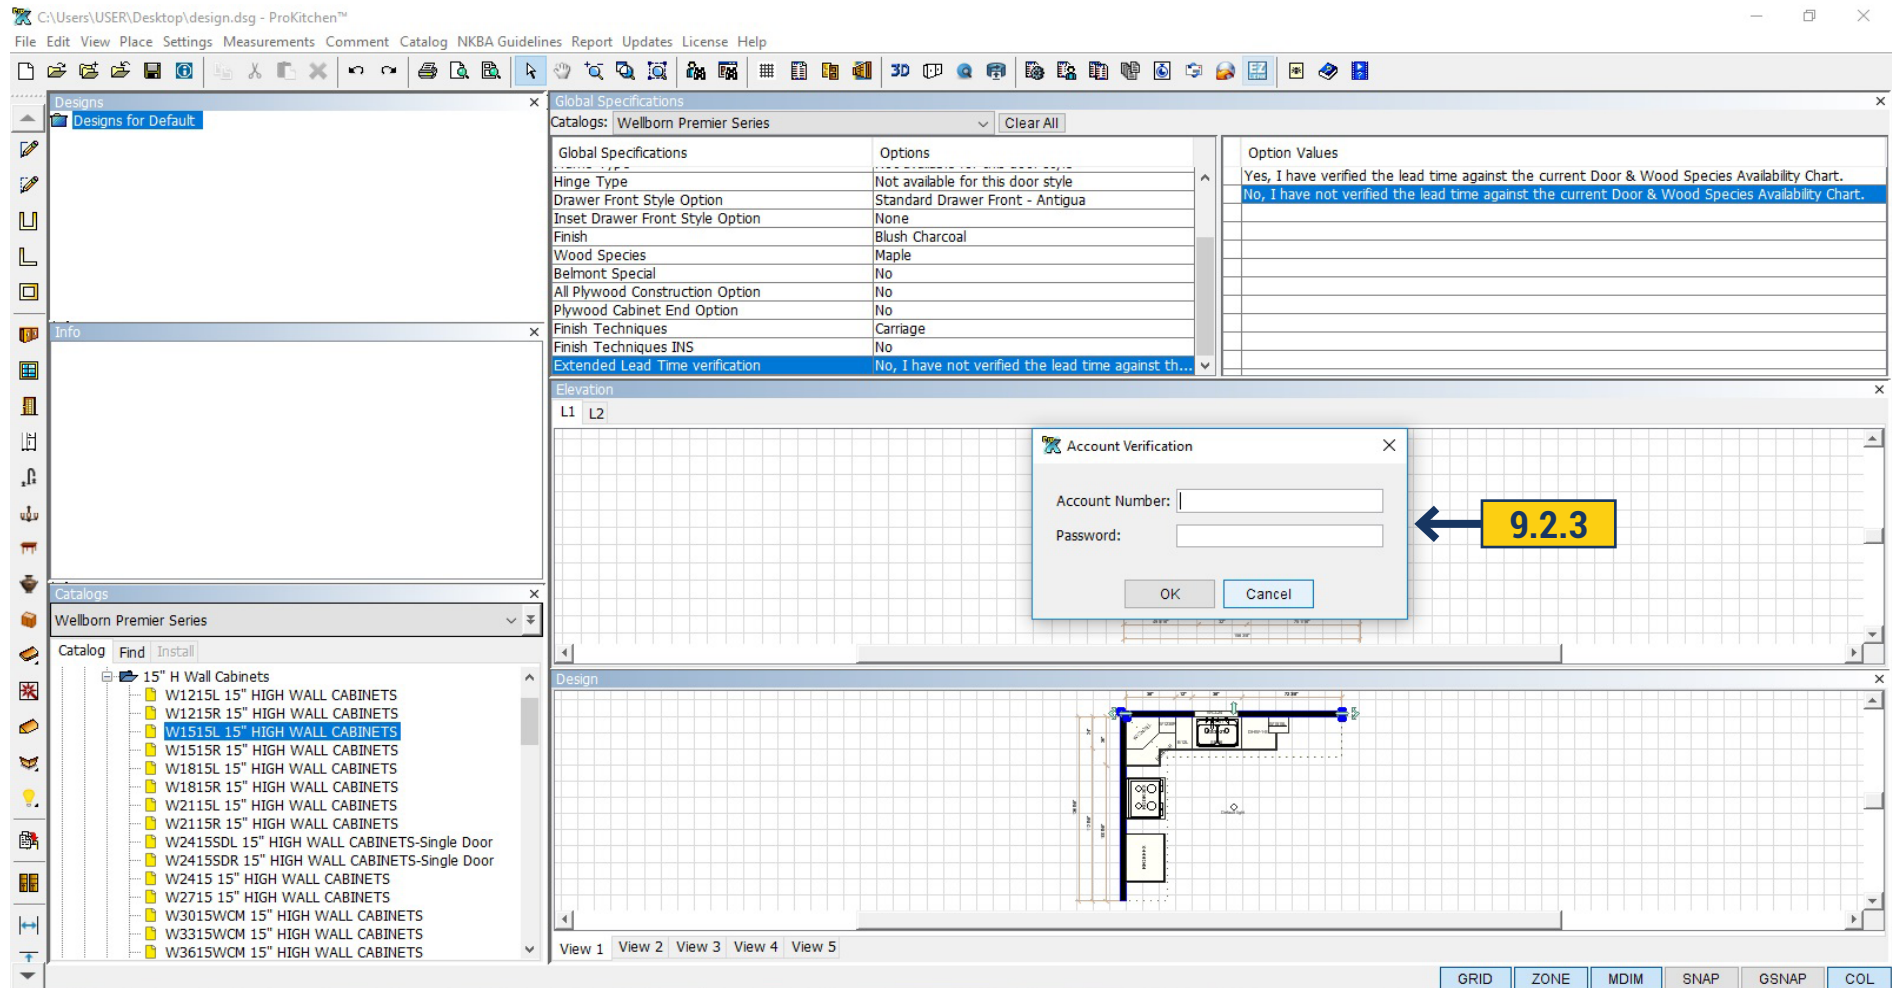 C:\Users\USER\Desktop\design.dsg - ProKitchen™
File Edit View Place Settings Measurements Comment Catalog NKBA Guidelines Report Updates License Help
3D
Designs
Designs for Default
Info
Catalogs
Wellborn Premier Series
Catalog Find Install
15" H Wall Cabinets
W1215L 15" HIGH WALL CABINETS
W1215R 15" HIGH WALL CABINETS
W1515L 15" HIGH WALL CABINETS
W1515R 15" HIGH WALL CABINETS
W1815L 15" HIGH WALL CABINETS
W1815R 15" HIGH WALL CABINETS
W2115L 15" HIGH WALL CABINETS
W2115R 15" HIGH WALL CABINETS
W2415SDL 15" HIGH WALL CABINETS-Single Door
W2415SDR 15" HIGH WALL CABINETS-Single Door
W2415 15" HIGH WALL CABINETS
W2715 15" HIGH WALL CABINETS
W3015WCM 15" HIGH WALL CABINETS
W3315WCM 15" HIGH WALL CABINETS
W3615WCM 15" HIGH WALL CABINETS
Global Specifications
Catalogs: Wellborn Premier Series Clear All
Global Specifications Options
Hinge Type Not available for this door style
Drawer Front Style Option Standard Drawer Front - Antigua
Inset Drawer Front Style Option None
Finish Blush Charcoal
Wood Species Maple
Belmont Special No
All Plywood Construction Option No
Plywood Cabinet End Option No
Finish Techniques Carriage
Finish Techniques INS No
Extended Lead Time verification No, I have not verified the lead time against th...
Option Values
Yes, I have verified the lead time against the current Door & Wood Species Availability Chart.
No, I have not verified the lead time against the current Door & Wood Species Availability Chart.
Elevation
L1 L2
Account Verification
Account Number:
Password:
OK Cancel
9.2.3
Design
View 1 View 2 View 3 View 4 View 5
GRID ZONE MDIM SNAP GSNAP COL